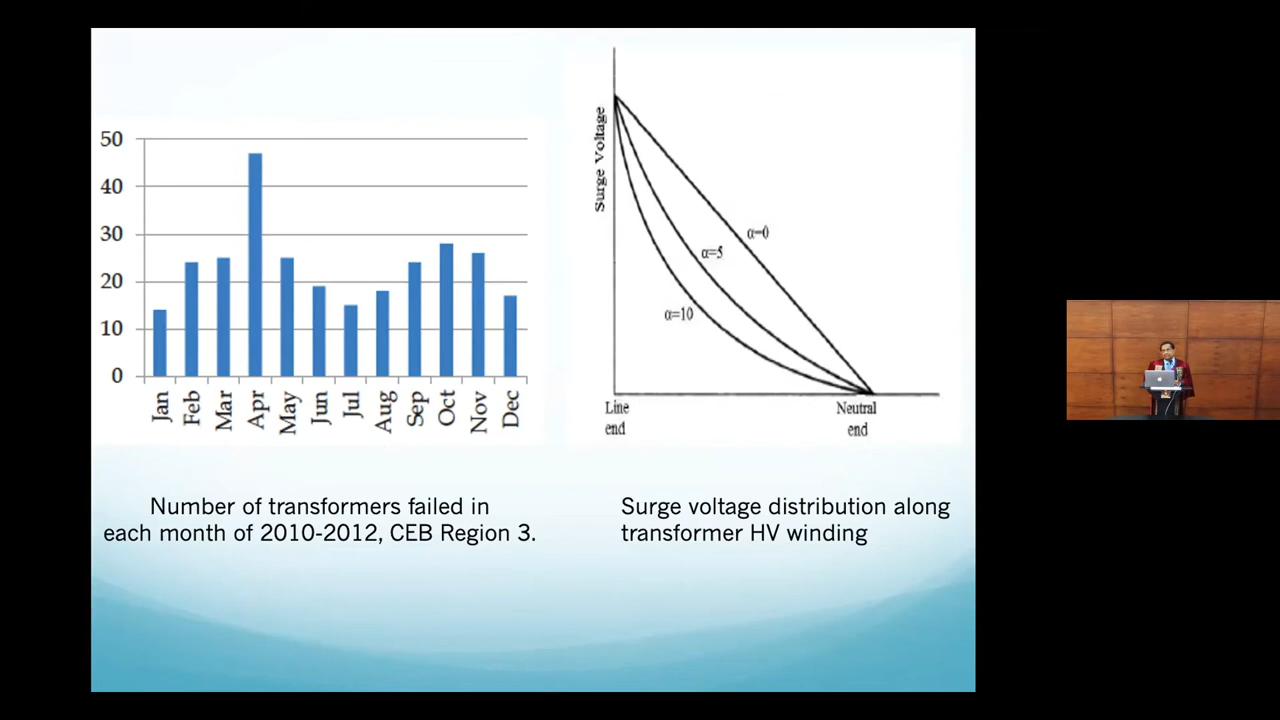 50
40
30
20
10
0
Jan
Feb
Mar
Apr
May
Jun
Jul
Aug
Sep
Oct
Nov
Dec
Number of transformers failed in
each month of 2010-2012, CEB Region 3.
Surge Voltage
α=0
α=5
α=10
Line
end
Neutral
end
Surge voltage distribution along
transformer HV winding